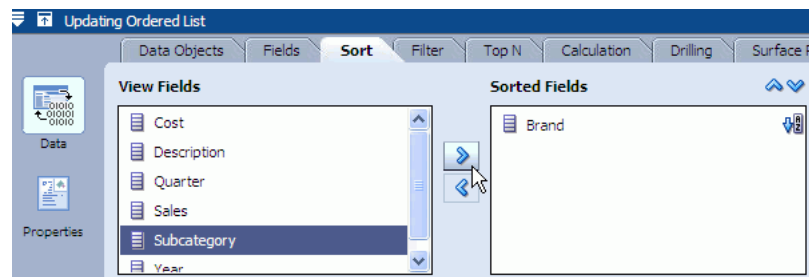 Updating Ordered List
Data Objects Fields Sort Filter Top N Calculation Drilling Surface
View Fields Sorted Fields
Cost
Description
Quarter
Sales
Subcategory
Year
Brand
Data
Properties